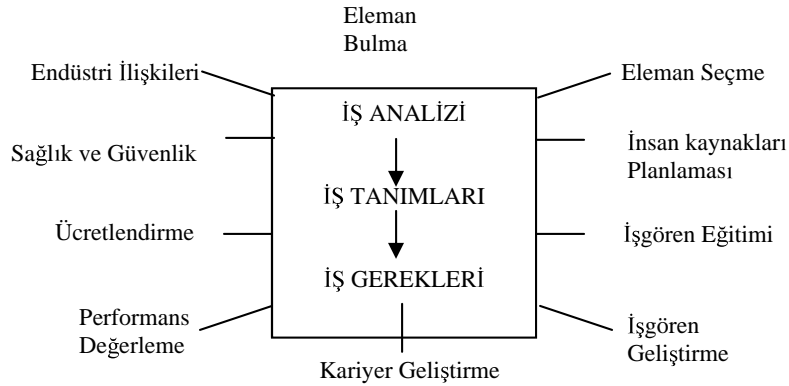 Eleman
Bulma
Endüstri İlişkileri
Eleman Seçme
İŞ ANALİZİ
Sağlık ve Güvenlik
İnsan kaynakları
Planlaması
İŞ TANIMLARI
Ücretlendirme
İşgören Eğitimi
İŞ GEREKLERİ
Performans
Değerleme
İşgören
Geliştirme
Kariyer Geliştirme